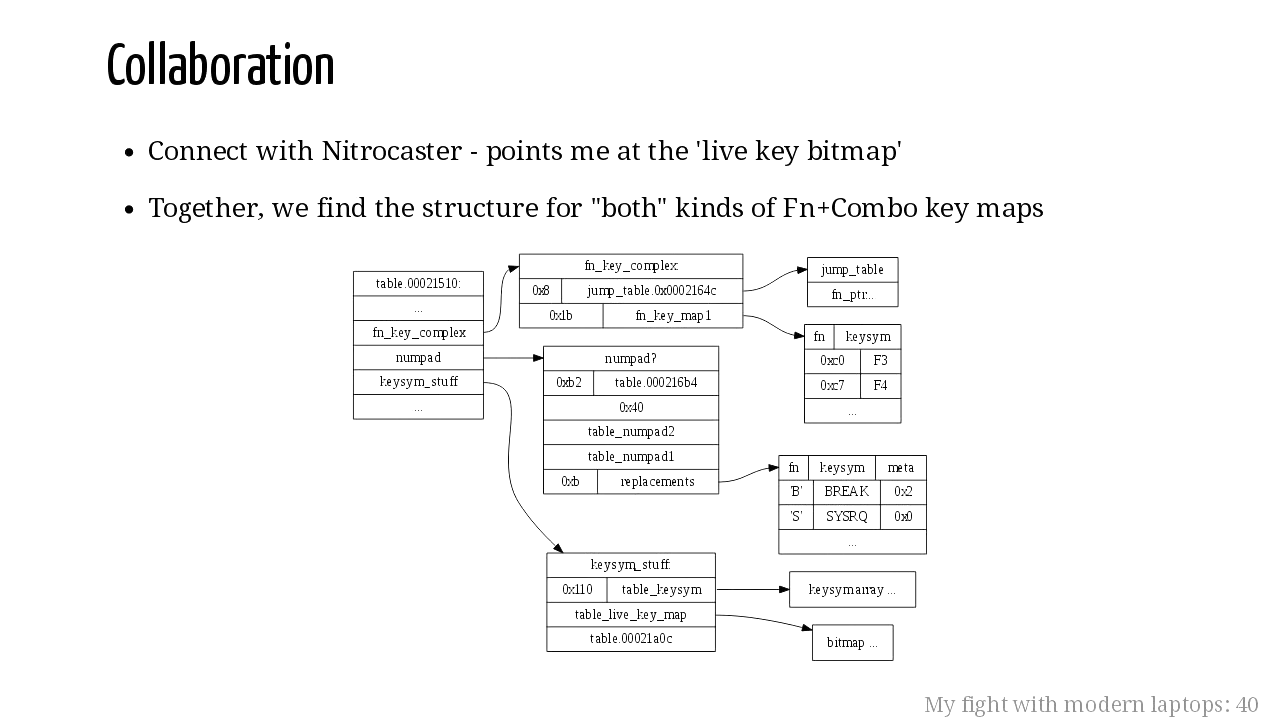 Collaboration
• Connect with Nitrocaster - points me at the 'live key bitmap'
• Together, we find the structure for "both" kinds of Fn+Combo key maps
table.00021510:
...
fn_key_complex
numpad
keysym_stuff
...
fn_key_complex:
0x8 jump_table.0x0002164c
0x1b fn_key_map1
jump_table
fn_ptr...
fn keysym
0xc0 F3
0xc7 F4
...
numpad?
0xb2 table.000216b4
0x40
table_numpad2
table_numpad1
0xb replacements
fn keysym meta
'B' BREAK 0x2
'S' SYSRQ 0x0
...
keysym_stuff:
0x110 table_keysym
table_live_key_map
table.00021a0c
keysymarray ...
bitmap ...
My fight with modern laptops: 40